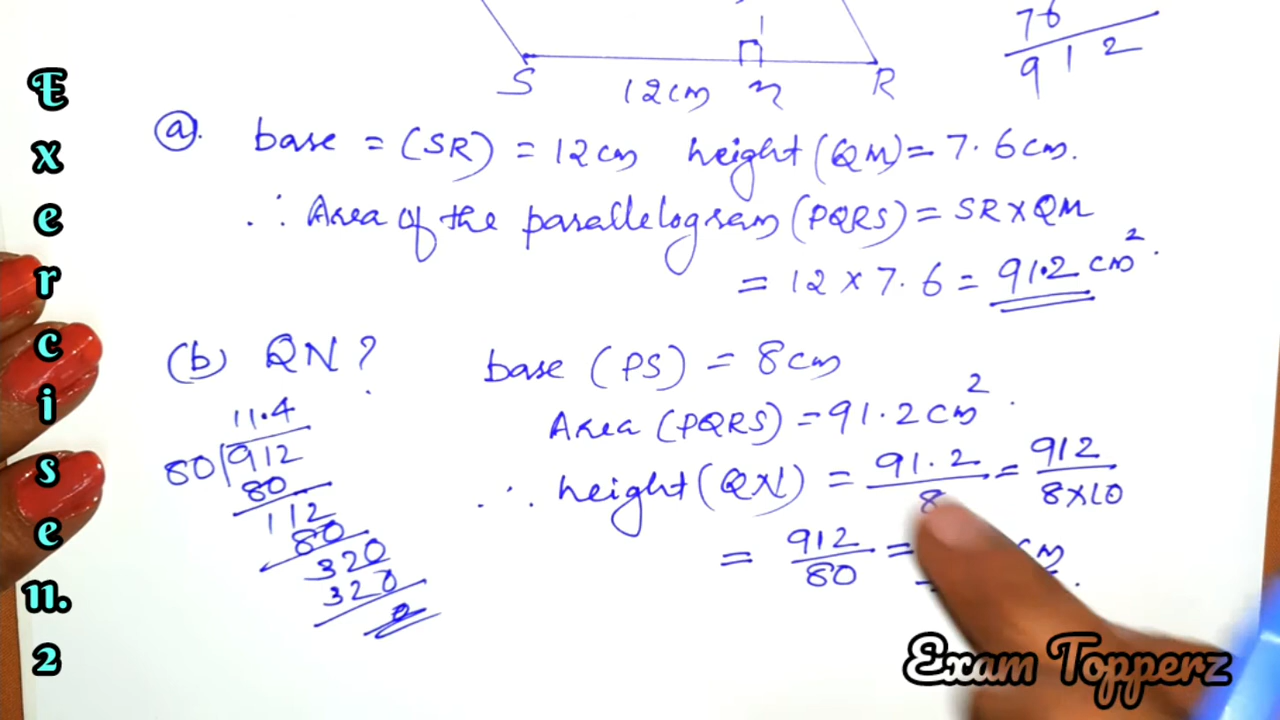 Exercise n. 2
76
912
S 12cm M R
(a). base = (SR) = 12cm height (QM) = 7.6cm.
∴ Area of the parallelogram (PQRS) = SR x QM
= 12 x 7.6 = 91.2 cm².
(b) QN? base (PS) = 8cm
Area (PQRS) = 91.2cm².
∴ height (QN) = 91.2/8 = 912/8x10
= 912/80 = cm.
11.4
80)912
80
112
80
320
320
0
Exam Topperz